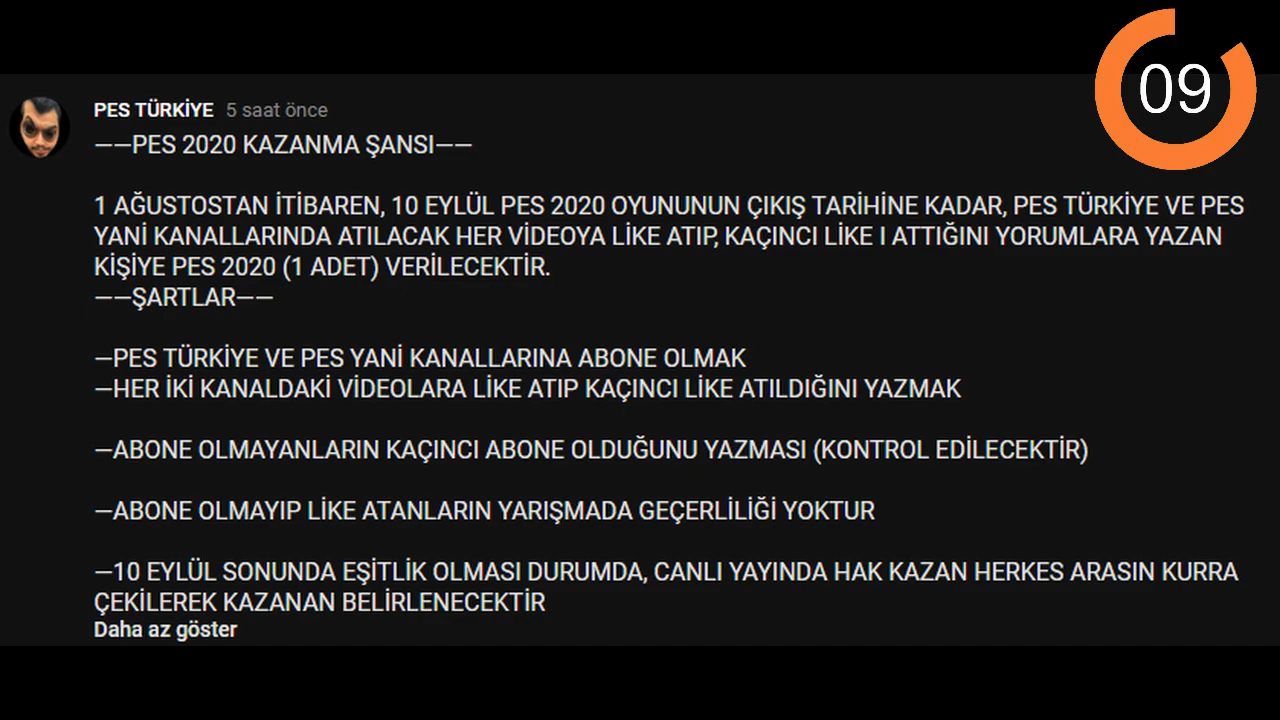 09
PES TÜRKİYE 5 saat önce
——PES 2020 KAZANMA ŞANSI——
1 AĞUSTOSTAN İTİBAREN, 10 EYLÜL PES 2020 OYUNUNUN ÇIKIŞ TARİHİNE KADAR, PES TÜRKİYE VE PES
YANİ KANALLARINDA ATILACAK HER VİDEOYA LİKE ATIP, KAÇINCI LİKE I ATTIĞINI YORUMLARA YAZAN
KİŞİYE PES 2020 (1 ADET) VERİLECEKTİR.
——ŞARTLAR——
—PES TÜRKİYE VE PES YANİ KANALLARINA ABONE OLMAK
—HER İKİ KANALDAKİ VİDEOLARA LİKE ATIP KAÇINCI LİKE ATILDIĞINI YAZMAK
—ABONE OLMAYANLARIN KAÇINCI ABONE OLDUĞUNU YAZMASI (KONTROL EDİLECEKTİR)
—ABONE OLMAYIP LİKE ATANLARIN YARIŞMADA GEÇERLİLİĞİ YOKTUR
—10 EYLÜL SONUNDA EŞİTLİK OLMASI DURUMDA, CANLI YAYINDA HAK KAZAN HERKES ARASIN KURRA
ÇEKİLEREK KAZANAN BELİRLENECEKTİR
Daha az göster